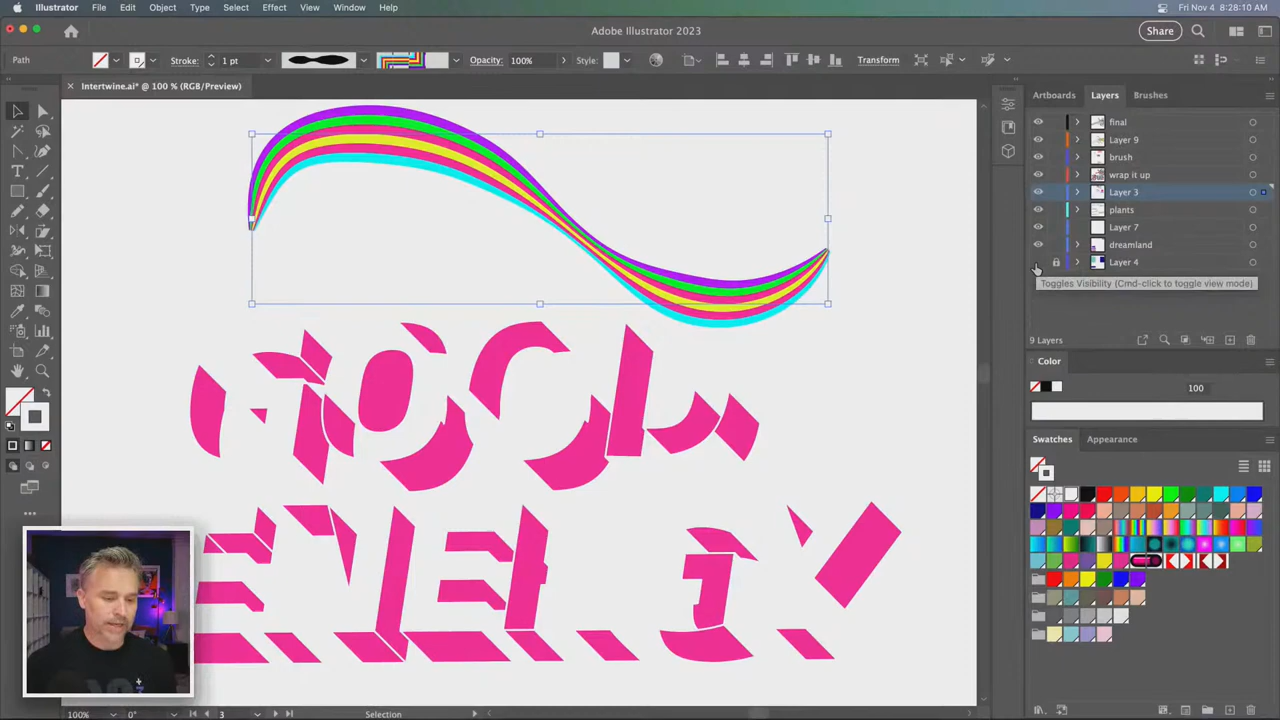 Illustrator File Edit Object Type Select Effect View Window Help Fri Nov 4 8:28:10 AM
Adobe Illustrator 2023 Share
Path Stroke: 1 pt Opacity: 100% Style: Transform
× Intertwine.ai* @ 100 % (RGB/Preview)
Artboards Layers Brushes
final
Layer 9
brush
wrap it up
Layer 3
plants
Layer 7
dreamland
Layer 4
Toggles Visibility (Cmd-click to toggle view mode)
9 Layers
Color
100
Swatches Appearance
100% 0° 3 Selection